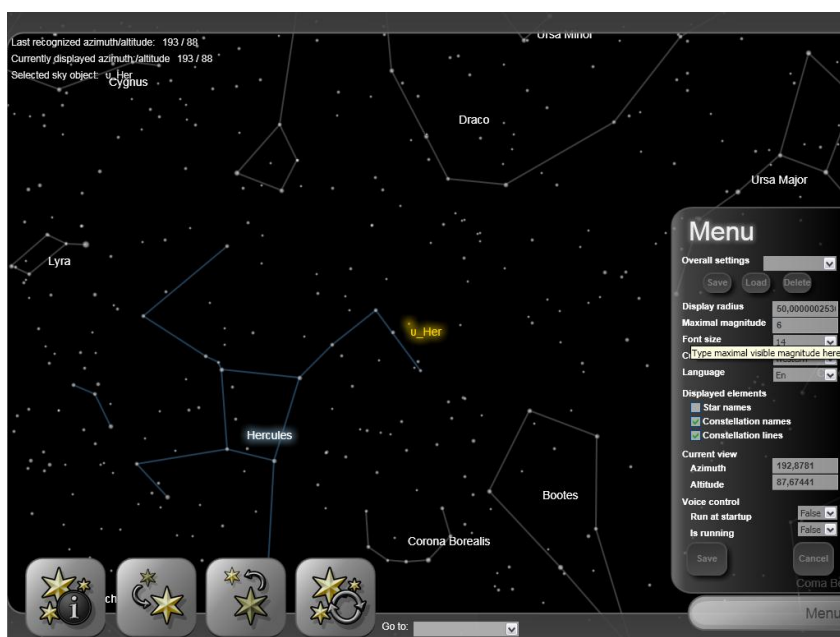 Ursa Minor
Last recognized azimuth/altitude: 193 / 88
Currently displayed azimuth/altitude 193 / 88
Selected sky object: u_Her
Cygnus
Draco
Ursa Major
Lyra
u_Her
Hercules
Bootes
Corona Borealis
Menu
Overall settings
Save Load Delete
Display radius 50,0000002530
Maximal magnitude 6
Font size 14
Type maximal visible magnitude here
Language En
Displayed elements
Star names
Constellation names
Constellation lines
Current view
Azimuth 192,8781
Altitude 87,67441
Voice control
Run at startup False
Is running False
Save Cancel
Coma Be
Menu
Go to: